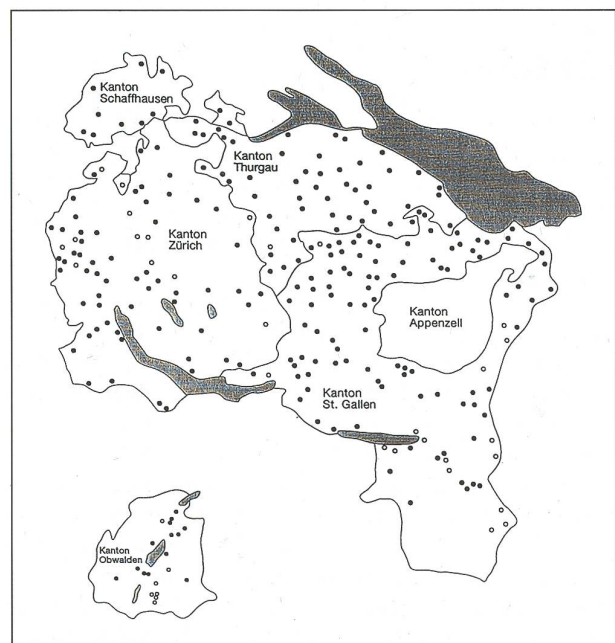 Kanton
Schaffhausen
Kanton
Thurgau
Kanton
Zürich
Kanton
Appenzell
Kanton
St. Gallen
Kanton
Obwalden